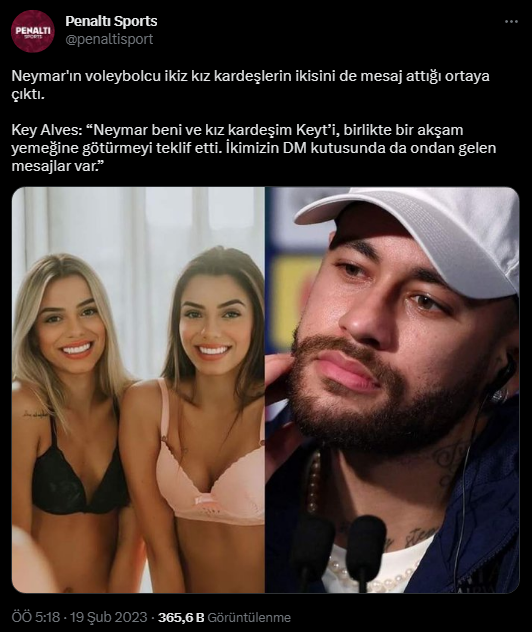 PENALTI
SPORTS
Penaltı Sports
@penaltisport
Neymar'ın voleybolcu ikiz kız kardeşlerin ikisini de mesaj attığı ortaya
çıktı.
Key Alves: “Neymar beni ve kız kardeşim Keyt’i, birlikte bir akşam
yemeğine götürmeyi teklif etti. İkimizin DM kutusunda da ondan gelen
mesajlar var.”
ÖÖ 5:18 · 19 Şub 2023 · 365,6 B Görüntülenme